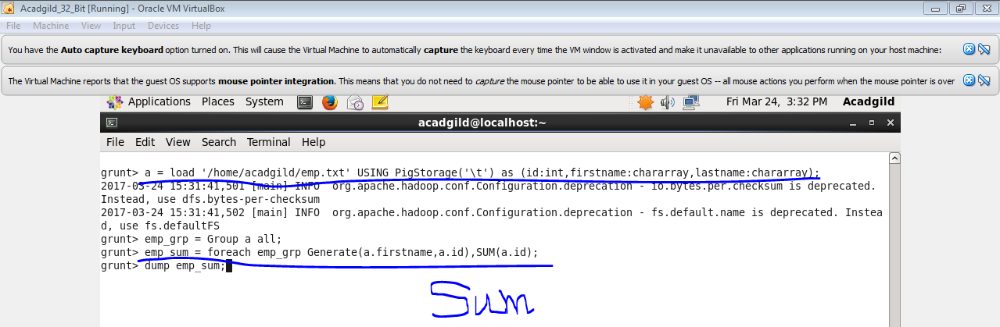 Acadgild_32_Bit [Running] - Oracle VM VirtualBox
File Machine View Input Devices Help
You have the Auto capture keyboard option turned on. This will cause the Virtual Machine to automatically capture the keyboard every time the VM window is activated and make it unavailable to other applications running on your host machine:
The Virtual Machine reports that the guest OS supports mouse pointer integration. This means that you do not need to capture the mouse pointer to be able to use it in your guest OS -- all mouse actions you perform when the mouse pointer is over
Applications Places System Fri Mar 24, 3:32 PM Acadgild
acadgild@localhost:~
File Edit View Search Terminal Help
grunt> a = load '/home/acadgild/emp.txt' USING PigStorage('\t') as (id:int,firstname:chararray,lastname:chararray);
2017-03-24 15:31:41,501 [main] INFO org.apache.hadoop.conf.Configuration.deprecation - io.bytes.per.checksum is deprecated.
Instead, use dfs.bytes-per-checksum
2017-03-24 15:31:41,502 [main] INFO org.apache.hadoop.conf.Configuration.deprecation - fs.default.name is deprecated. Instea
d, use fs.defaultFS
grunt> emp_grp = Group a all;
grunt> emp_sum = foreach emp_grp Generate(a.firstname,a.id),SUM(a.id);
grunt> dump emp_sum;
Sum